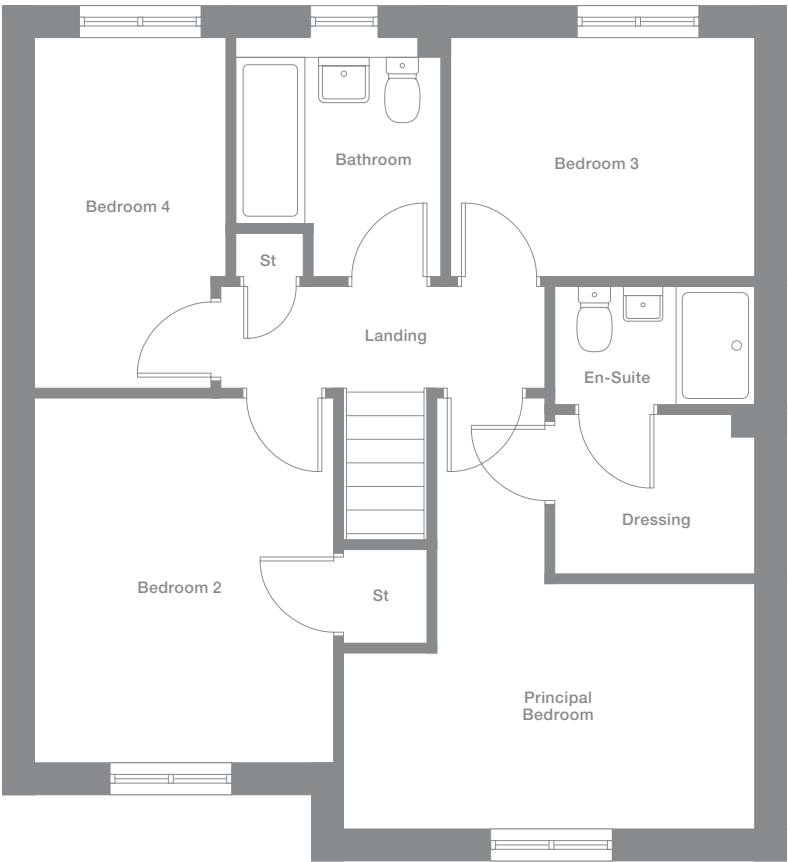 Bathroom
Bedroom 3
Bedroom 4
St
Landing
En-Suite
Dressing
Bedroom 2
St
Principal
Bedroom